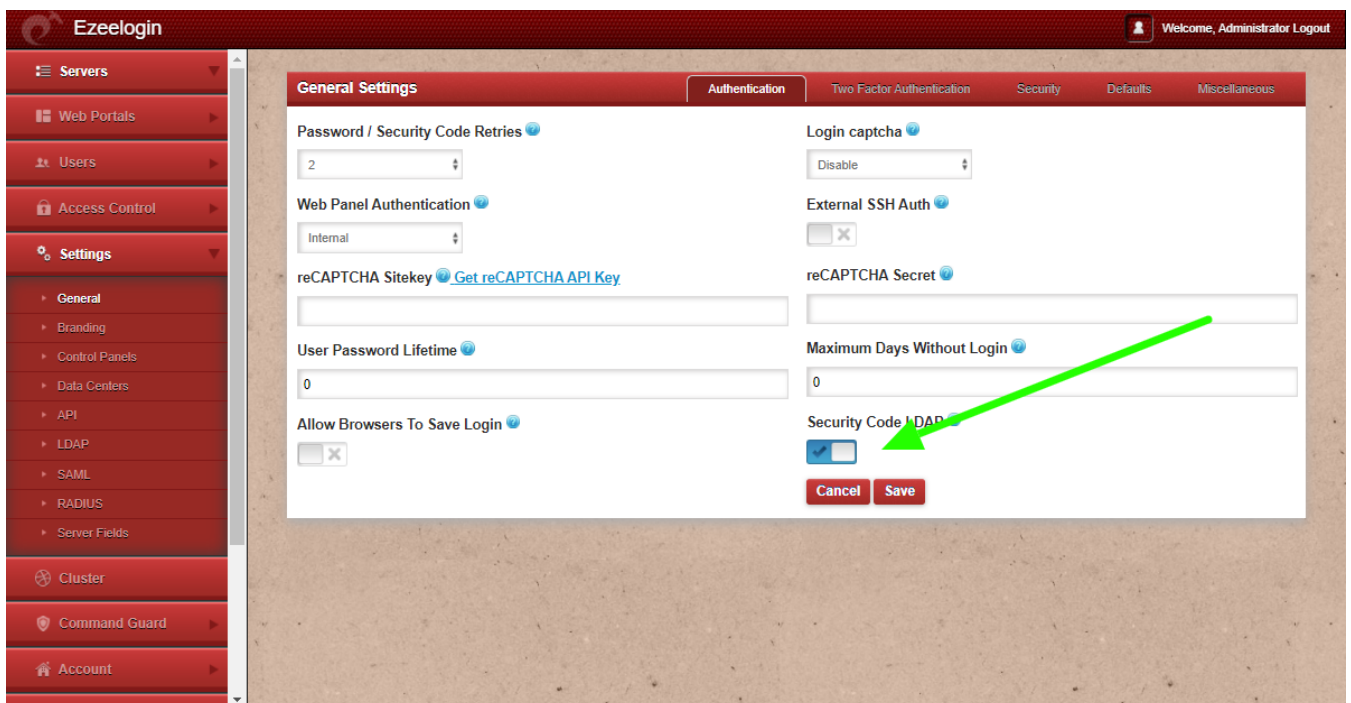 Ezeelogin
Welcome, Administrator Logout
Servers
Web Portals
Users
Access Control
Settings
General
Branding
Control Panels
Data Centers
API
LDAP
SAML
RADIUS
Server Fields
Cluster
Command Guard
Account
General Settings
Authentication
Two Factor Authentication
Security
Defaults
Miscellaneous
Password / Security Code Retries
Login captcha
2
Disable
Web Panel Authentication
External SSH Auth
Internal
reCAPTCHA Sitekey Get reCAPTCHA API Key
reCAPTCHA Secret
User Password Lifetime
Maximum Days Without Login
0
0
Allow Browsers To Save Login
Security Code LDAP
Cancel
Save